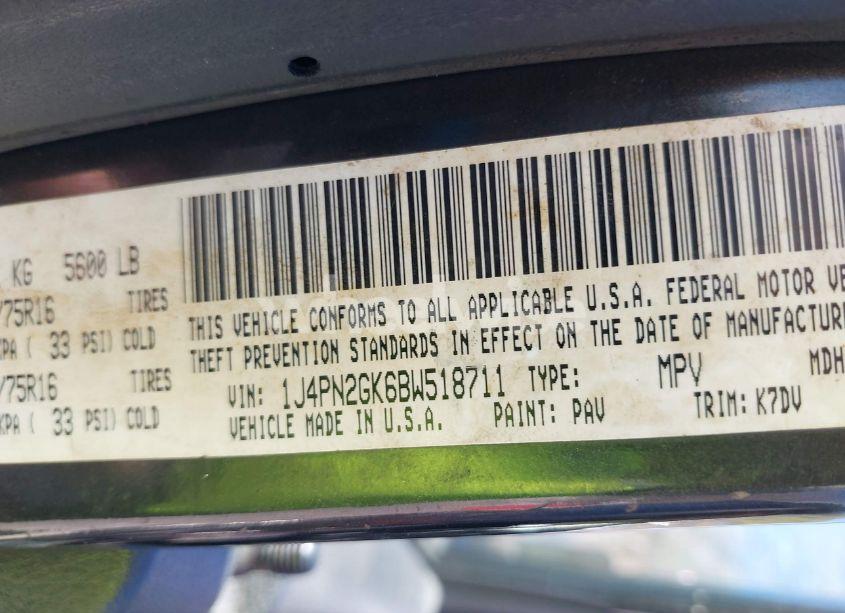 KG 5600 LB
/75R16 TIRES
KPA ( 33 PSI) COLD
/75R16 TIRES
KPA ( 33 PSI) COLD
THIS VEHICLE CONFORMS TO ALL APPLICABLE U.S.A. FEDERAL MOTOR VE
THEFT PREVENTION STANDARDS IN EFFECT ON THE DATE OF MANUFACTURE
VIN: 1J4PN2GK6BW518711 TYPE: MPV MDH
VEHICLE MADE IN U.S.A. PAINT: PAV TRIM: K7DV